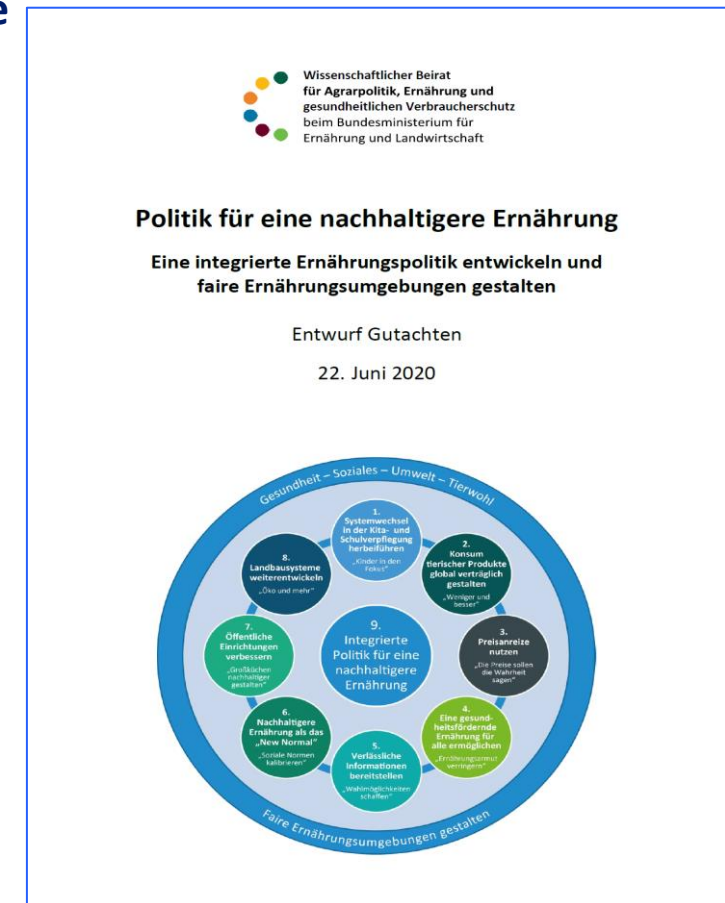 e
Wissenschaftlicher Beirat
für Agrarpolitik, Ernährung und
gesundheitlichen Verbraucherschutz
beim Bundesministerium für
Ernährung und Landwirtschaft
Politik für eine nachhaltigere Ernährung
Eine integrierte Ernährungspolitik entwickeln und
faire Ernährungsumgebungen gestalten
Entwurf Gutachten
22. Juni 2020
Gesundheit – Soziales – Umwelt – Tierwohl
1.
Systemwechsel
in der Kita- und
Schulverpflegung
herbeiführen
„Kinder in den
Fokus“
2.
Konsum
tierischer Produkte
global verträglich
gestalten
„Weniger und
besser“
3.
Preisanreize
nutzen
„Die Preise sollen
die Wahrheit
sagen“
4.
Eine gesund-
heitsfördernde
Ernährung für
alle ermöglichen
„Ernährungsarmut
verringern“
5.
Verlässliche
Informationen
bereitstellen
„Wahlmöglichkeiten
schaffen“
6.
Nachhaltigere
Ernährung als das
„New Normal“
„Soziale Normen
kalibrieren“
7.
Öffentliche
Einrichtungen
verbessern
„Großküchen
nachhaltiger
gestalten“
8.
Landbausysteme
weiterentwickeln
„Öko und mehr“
9.
Integrierte
Politik für eine
nachhaltigere
Ernährung
Faire Ernährungsumgebungen gestalten